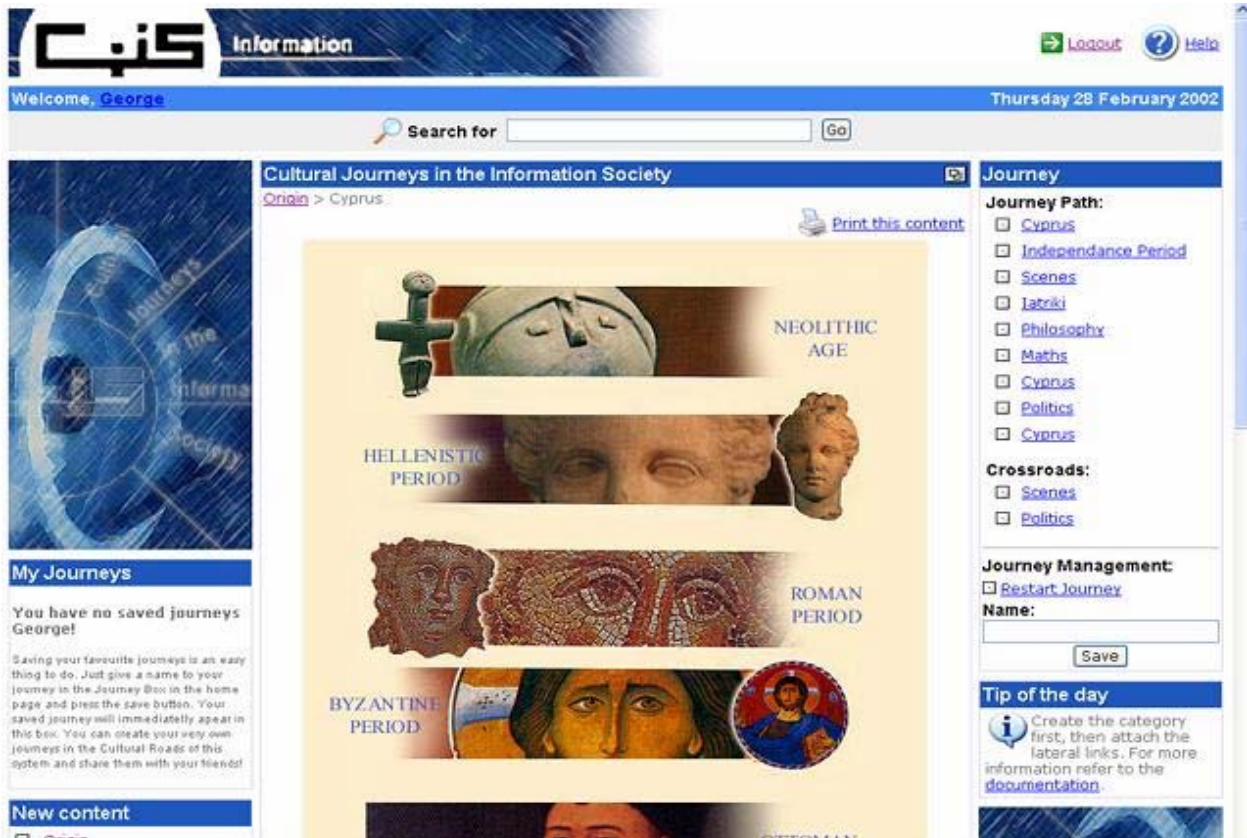 Information
Logout
Help
Welcome, George
Thursday 28 February 2002
Search for
Go
Journeys
the
Informa
Society
My Journeys
You have no saved journeys
George!
Saving your favourite journeys is an easy
thing to do. Just give a name to your
journey in the Journey Box in the home
page and press the save button. Your
saved journey will immediatelly apear in
this box. You can create your very own
journeys in the Cultural Roads of this
system and share them with your friends!
New content
Origin
Cultural Journeys in the Information Society
Origin > Cyprus
Print this content
NEOLITHIC
AGE
HELLENISTIC
PERIOD
ROMAN
PERIOD
BYZANTINE
PERIOD
OTTOMAN
Journey
Journey Path:
Cyprus
Independance Period
Scenes
Iatriki
Philosophy
Maths
Cyprus
Politics
Cyprus
Crossroads:
Scenes
Politics
Journey Management:
Restart Journey
Name:
Save
Tip of the day
Create the category
first, then attach the
lateral links. For more
information refer to the
documentation.